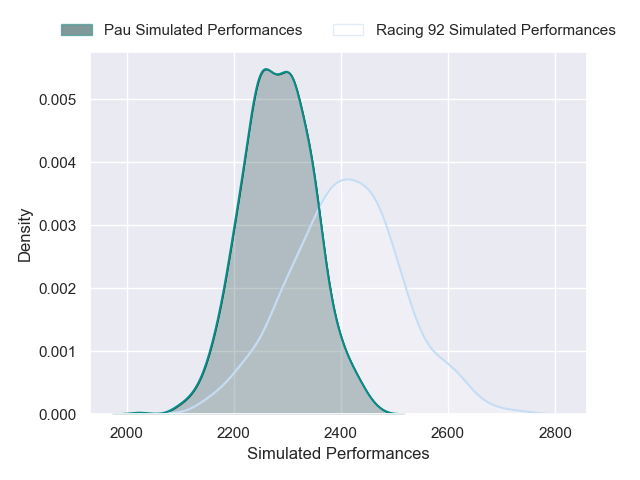 Pau Simulated Performances
Racing 92 Simulated Performances
0.005
0.004
0.003
0.002
0.001
0.000
Density
2000 2200 2400 2600 2800
Simulated Performances